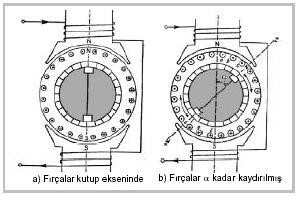 N
N
N
N
S
S
a) Fırçalar kutup ekseninde
b) Fırçalar α kadar kaydırılmış